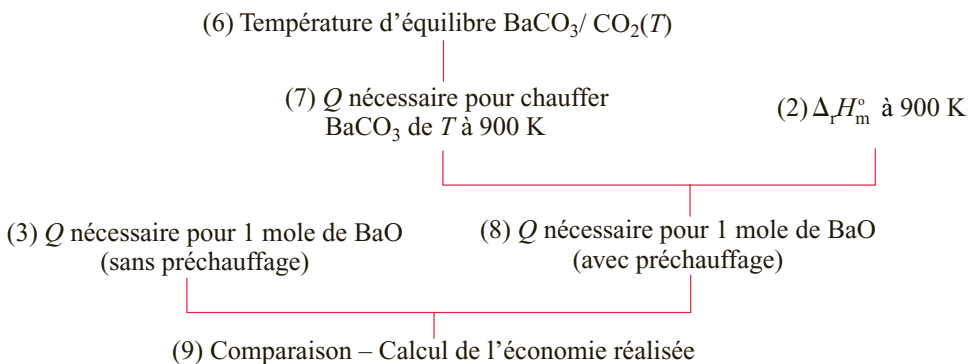 (6) Température d’équilibre BaCO₃/ CO₂(T)
(7) Q nécessaire pour chauffer
BaCO₃ de T à 900 K
(2) ΔᵣH°ₘ à 900 K
(3) Q nécessaire pour 1 mole de BaO
(sans préchauffage)
(8) Q nécessaire pour 1 mole de BaO
(avec préchauffage)
(9) Comparaison – Calcul de l’économie réalisée